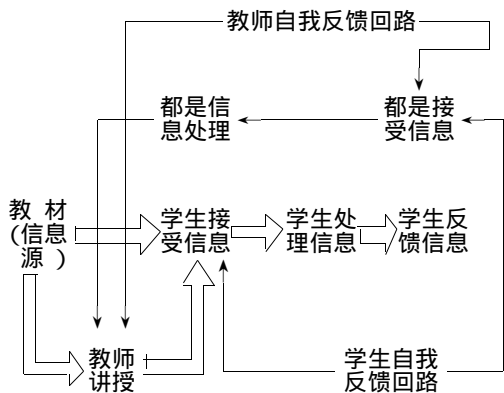 教师自我反馈回路
都是信
息处理
都是接
受信息
教 材
(信息
源 )
学生接
受信息
学生处
理信息
学生反
馈信息
教师
讲授
学生自我
反馈回路